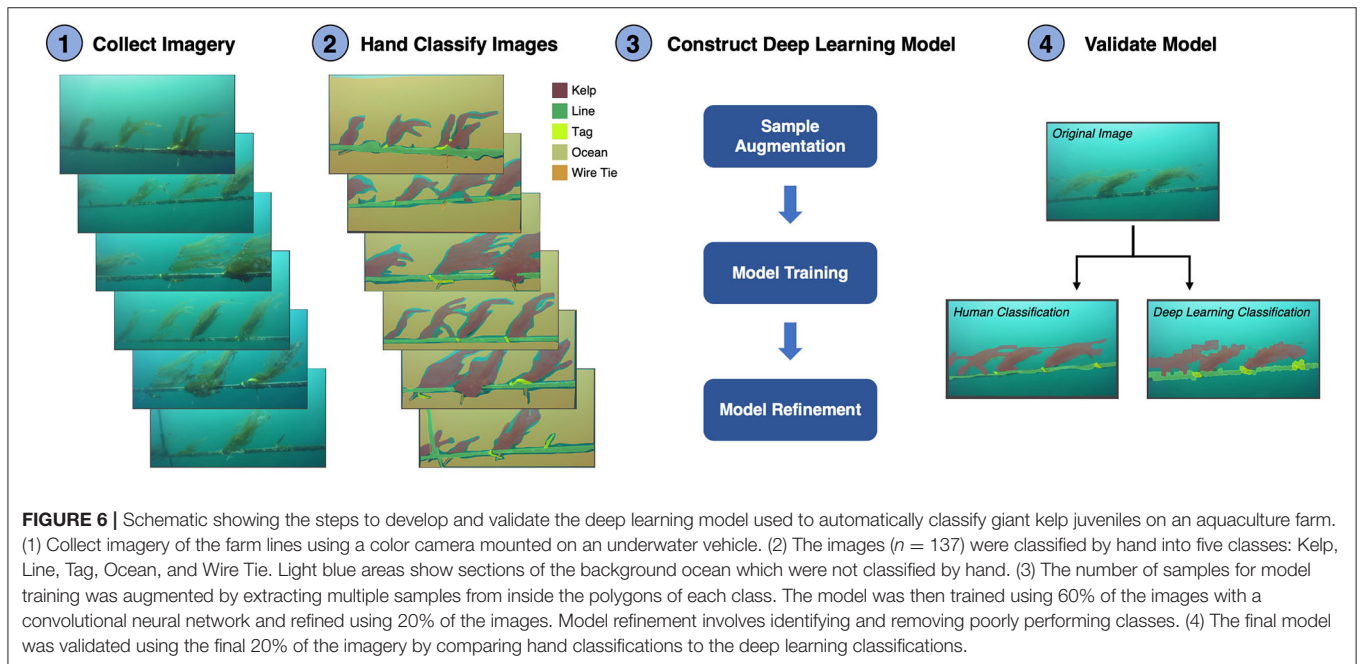 1 Collect Imagery
2 Hand Classify Images
3 Construct Deep Learning Model
4 Validate Model
Kelp
Line
Tag
Ocean
Wire Tie
Sample
Augmentation
Model Training
Model Refinement
Original Image
Human Classification
Deep Learning Classification
FIGURE 6 | Schematic showing the steps to develop and validate the deep learning model used to automatically classify giant kelp juveniles on an aquaculture farm.
(1) Collect imagery of the farm lines using a color camera mounted on an underwater vehicle. (2) The images (n = 137) were classified by hand into five classes: Kelp,
Line, Tag, Ocean, and Wire Tie. Light blue areas show sections of the background ocean which were not classified by hand. (3) The number of samples for model
training was augmented by extracting multiple samples from inside the polygons of each class. The model was then trained using 60% of the images with a
convolutional neural network and refined using 20% of the images. Model refinement involves identifying and removing poorly performing classes. (4) The final model
was validated using the final 20% of the imagery by comparing hand classifications to the deep learning classifications.